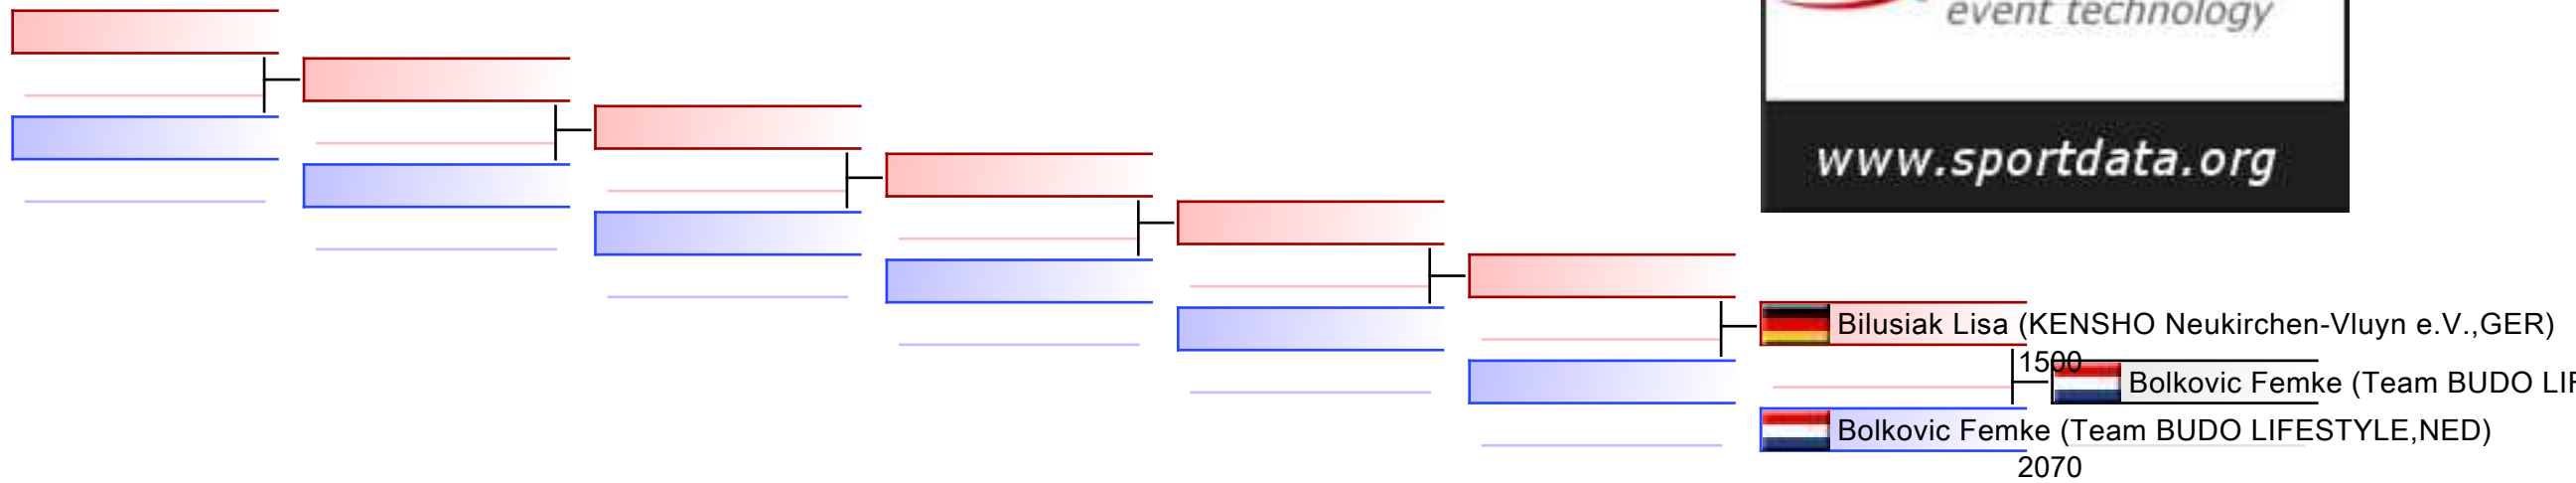 event technology
www.sportdata.org
Bilusiak Lisa (KENSHO Neukirchen-Vluyn e.V.,GER)
1500
Bolkovic Femke (Team BUDO LIF
Bolkovic Femke (Team BUDO LIFESTYLE,NED)
2070